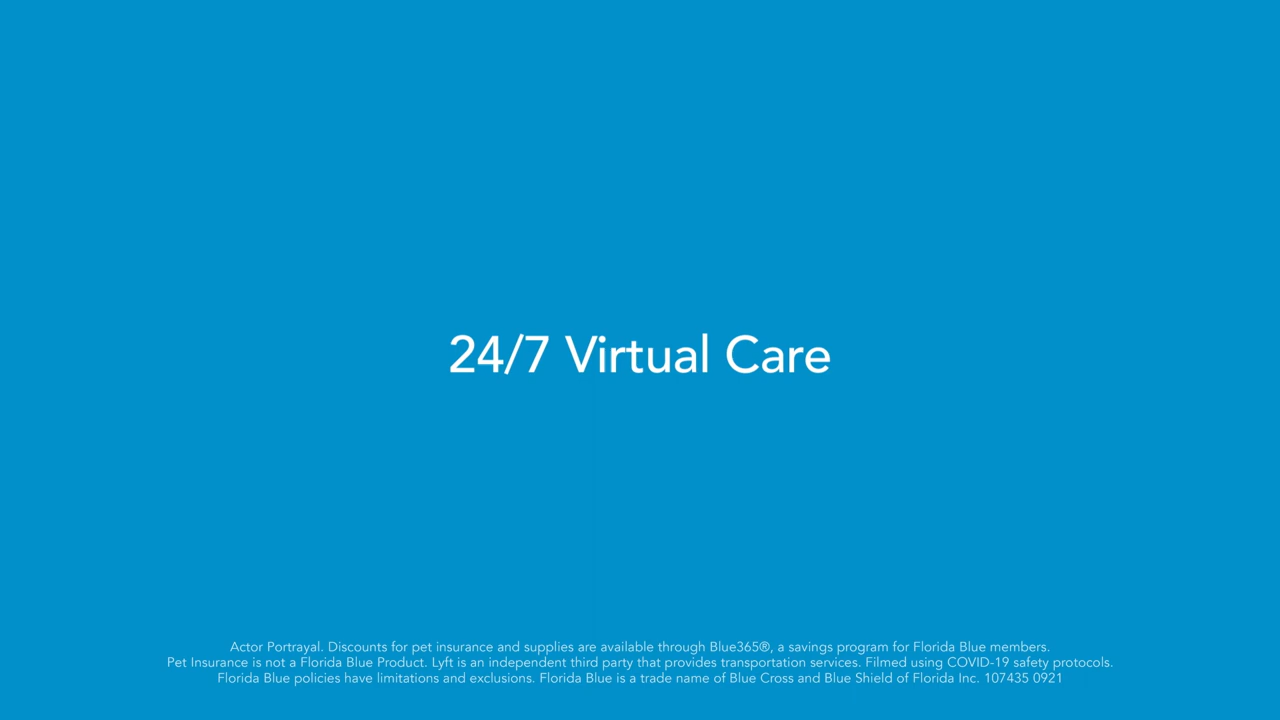 24/7 Virtual Care
Actor Portrayal. Discounts for pet insurance and supplies are available through Blue365®, a savings program for Florida Blue members.
Pet Insurance is not a Florida Blue Product. Lyft is an independent third party that provides transportation services. Filmed using COVID-19 safety protocols.
Florida Blue policies have limitations and exclusions. Florida Blue is a trade name of Blue Cross and Blue Shield of Florida Inc. 107435 0921